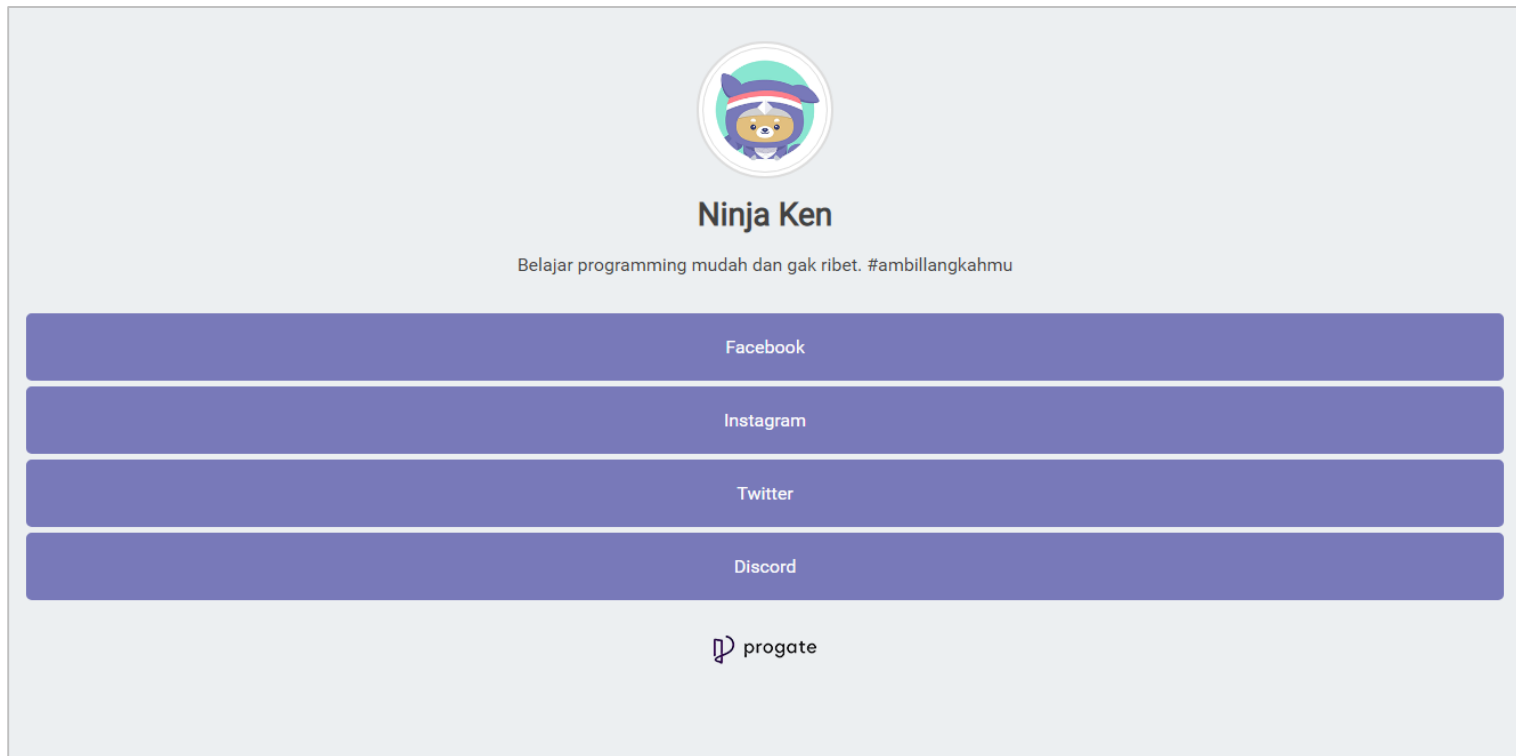 Ninja Ken
Belajar programming mudah dan gak ribet. #ambillangkahmu
Facebook
Instagram
Twitter
Discord
progate